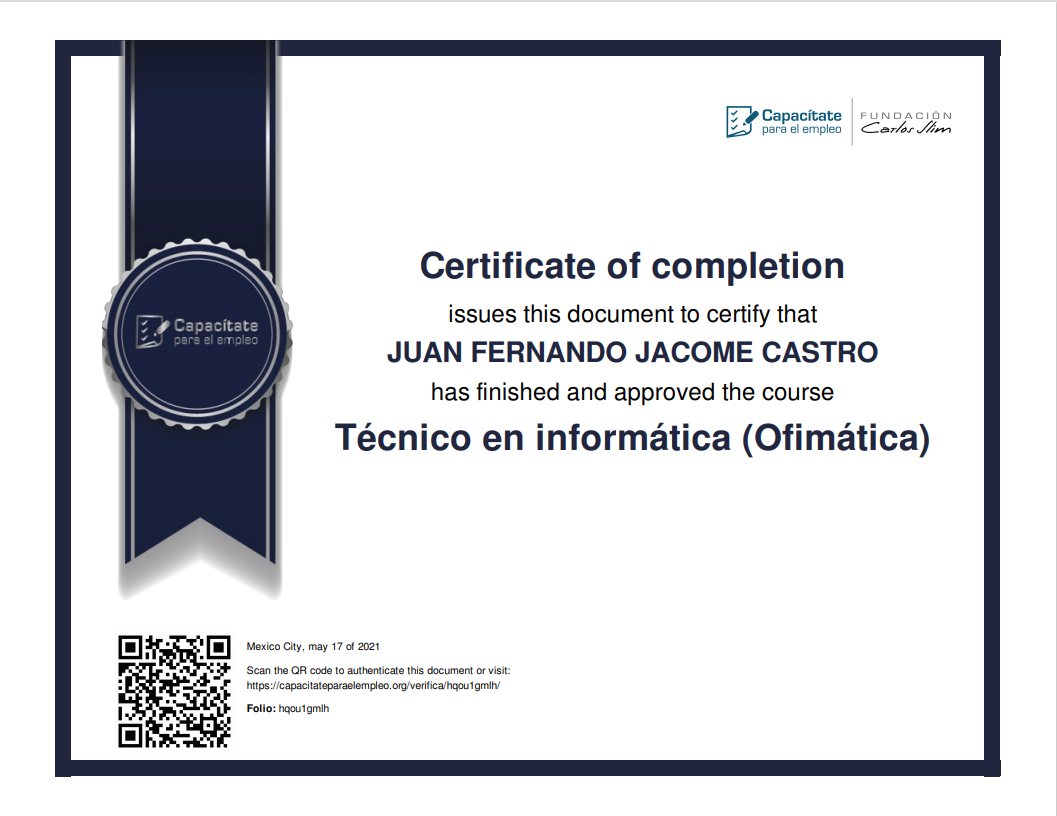 Capacítate
para el empleo
FUNDACIÓN
Carlos Slim
Certificate of completion
issues this document to certify that
JUAN FERNANDO JACOME CASTRO
has finished and approved the course
Técnico en informática (Ofimática)
Capacítate
para el empleo
Mexico City, may 17 of 2021
Scan the QR code to authenticate this document or visit:
https://capacitateparaelempleo.org/verifica/hqou1gmlh/
Folio: hqou1gmlh